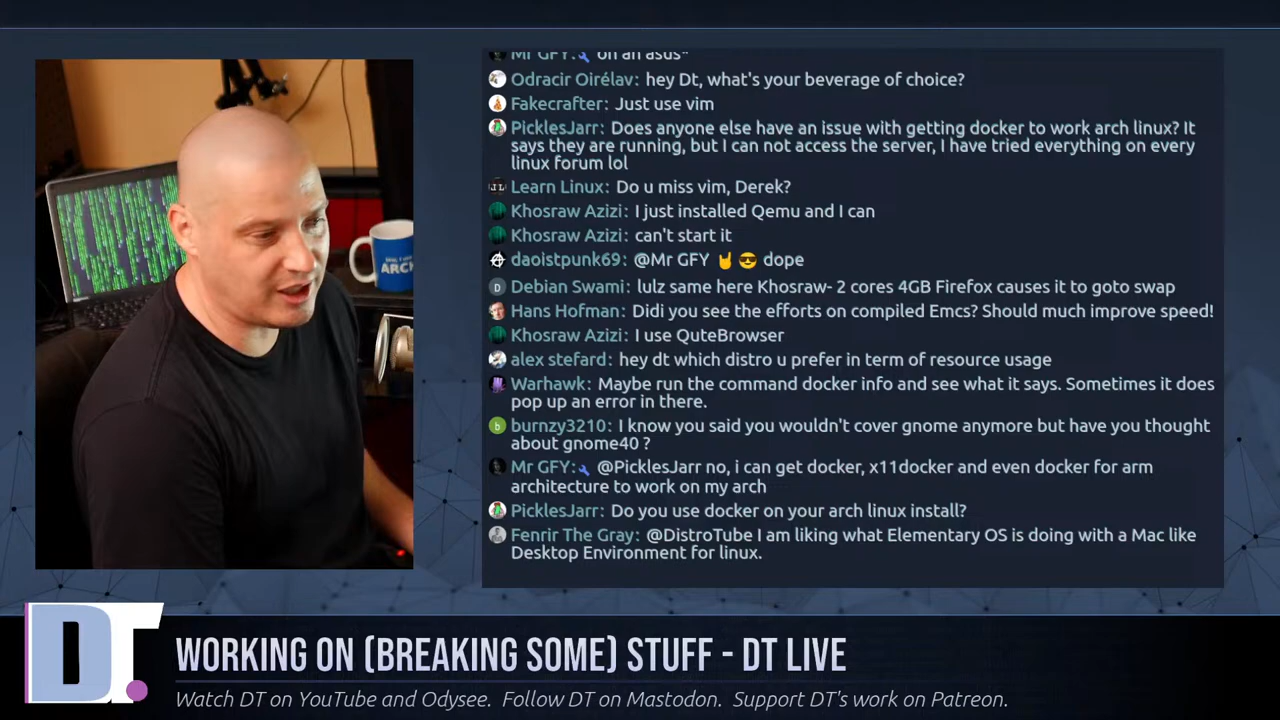 Mr GFY: on an asus*
Odracir Oirélav: hey Dt, what's your beverage of choice?
Fakecrafter: Just use vim
PicklesJarr: Does anyone else have an issue with getting docker to work arch linux? It
says they are running, but I can not access the server, I have tried everything on every
linux forum lol
Learn Linux: Do u miss vim, Derek?
Khosraw Azizi: I just installed Qemu and I can
Khosraw Azizi: can't start it
daoistpunk69: @Mr GFY 🤘 😎 dope
D Debian Swami: lulz same here Khosraw- 2 cores 4GB Firefox causes it to goto swap
Hans Hofman: Didi you see the efforts on compiled Emcs? Should much improve speed!
Khosraw Azizi: I use QuteBrowser
alex stefard: hey dt which distro u prefer in term of resource usage
Warhawk: Maybe run the command docker info and see what it says. Sometimes it does
pop up an error in there.
b burnzy3210: I know you said you wouldn't cover gnome anymore but have you thought
about gnome40 ?
Mr GFY: @PicklesJarr no, i can get docker, x11docker and even docker for arm
architecture to work on my arch
PicklesJarr: Do you use docker on your arch linux install?
Fenrir The Gray: @DistroTube I am liking what Elementary OS is doing with a Mac like
Desktop Environment for linux.
ARCH
DT.
WORKING ON (BREAKING SOME) STUFF - DT LIVE
Watch DT on YouTube and Odysee. Follow DT on Mastodon. Support DT's work on Patreon.